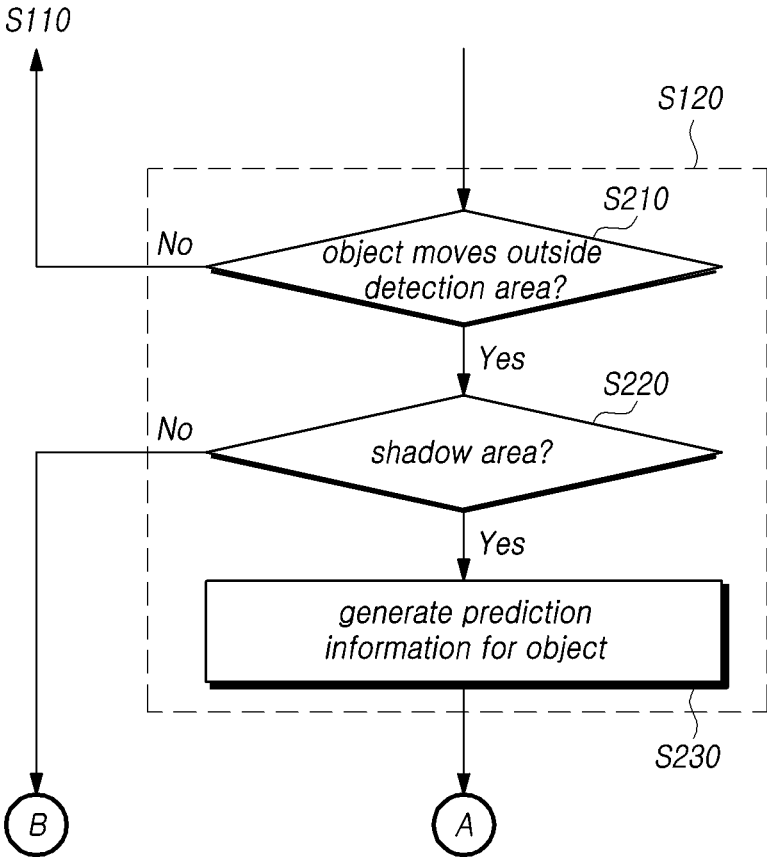 S110
S120
S210
No
object moves outside
detection area?
Yes
S220
No
shadow area?
Yes
generate prediction
information for object
S230
B
A